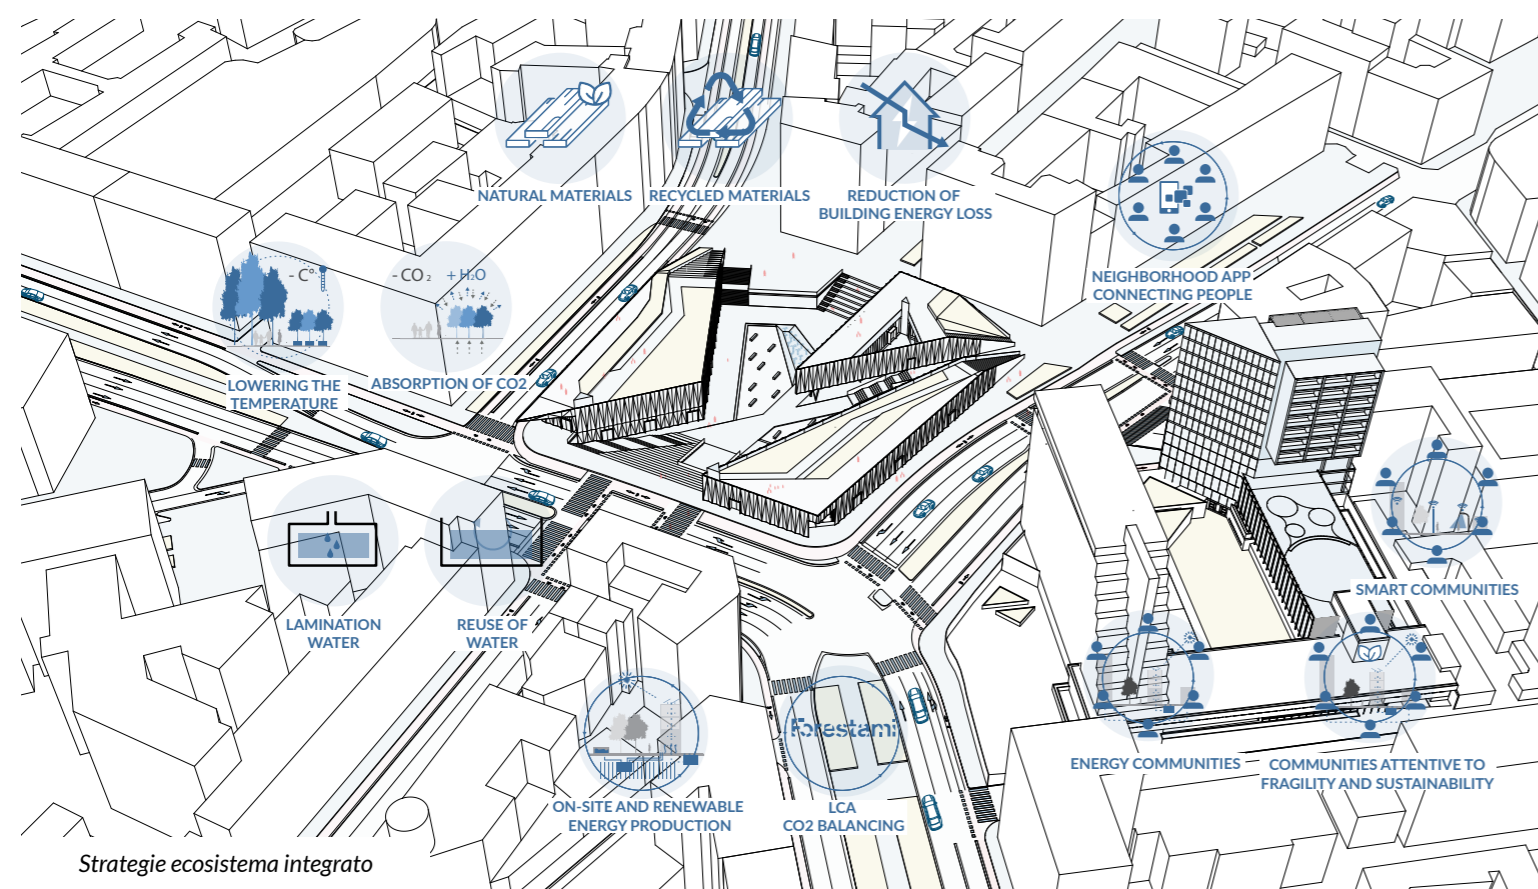 NATURAL MATERIALS
RECYCLED MATERIALS
REDUCTION OF
BUILDING ENERGY LOSS
NEIGHBORHOOD APP
CONNECTING PEOPLE
- C°
- CO2
+ H2O
LOWERING THE
TEMPERATURE
ABSORPTION OF CO2
SMART COMMUNITIES
LAMINATION
WATER
REUSE OF
WATER
Forestami
ENERGY COMMUNITIES
COMMUNITIES ATTENTIVE TO
FRAGILITY AND SUSTAINABILITY
ON-SITE AND RENEWABLE
ENERGY PRODUCTION
LCA
CO2 BALANCING
Strategie ecosistema integrato